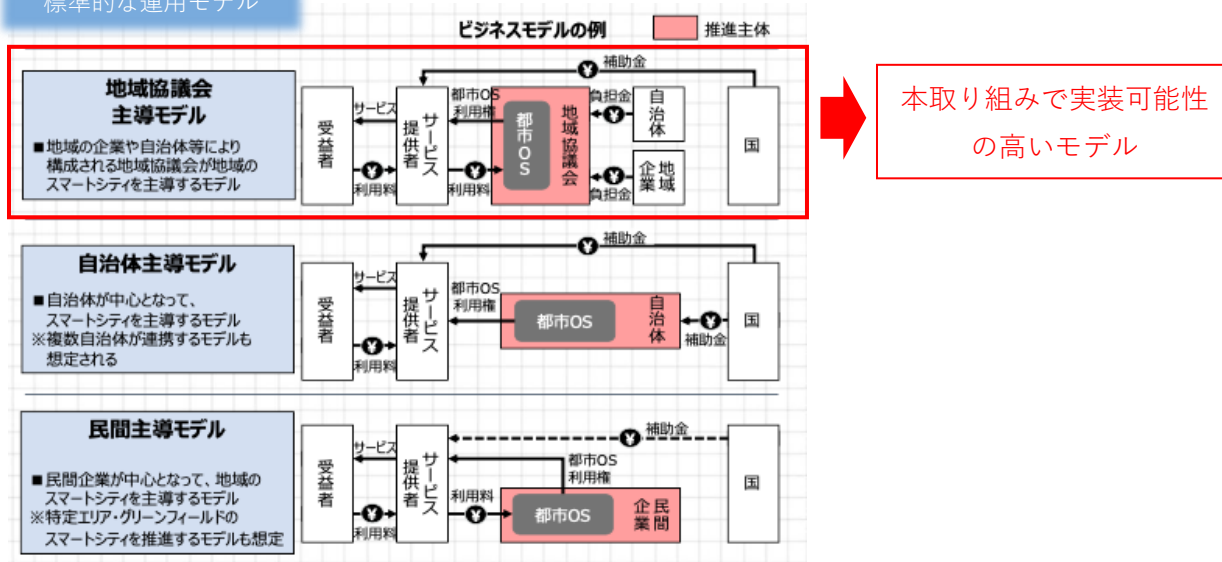 標準的な運用モデル
ビジネスモデルの例
推進主体
地域協議会
主導モデル
■地域の企業や自治体等により
構成される地域協議会が地域の
スマートシティを主導するモデル
受益者
サービス
¥
利用料
サービス
提供者
都市OS
利用権
¥
利用料
都市OS
地域協議会
負担金
¥
自治体
¥
負担金
地域
企業
¥
補助金
国
本取り組みで実装可能性
の高いモデル
自治体主導モデル
■自治体が中心となって、
スマートシティを主導するモデル
※複数自治体が連携するモデルも
想定される
受益者
サービス
¥
利用料
サービス
提供者
都市OS
利用権
都市OS
自治体
¥
補助金
¥
補助金
国
民間主導モデル
■民間企業が中心となって、地域の
スマートシティを主導するモデル
※特定エリア・グリーンフィールドの
スマートシティを推進するモデルも想定
受益者
サービス
¥
利用料
サービス
提供者
都市OS
利用権
利用料
¥
都市OS
民間
企業
¥
補助金
国